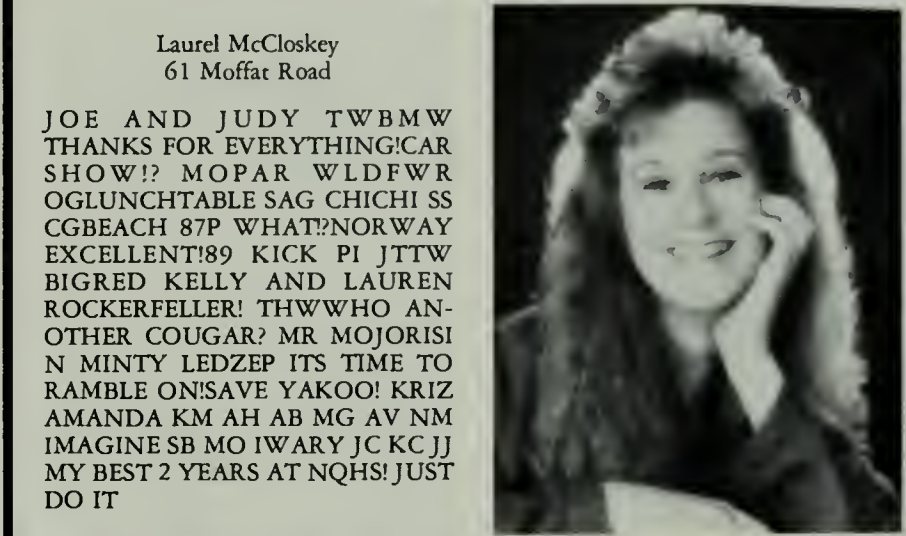 Laurel McCloskey
61 Moffat Road
JOE AND JUDY TWBMW
THANKS FOR EVERYTHING!CAR
SHOW!? MOPAR WLDFWR
OGLUNCHTABLE SAG CHICHI SS
CGBEACH 87P WHAT!?NORWAY
EXCELLENT!89 KICK PI JTTW
BIGRED KELLY AND LAUREN
ROCKERFELLER! THWWHO AN-
OTHER COUGAR? MR MOJORISI
N MINTY LEDZEP ITS TIME TO
RAMBLE ON!SAVE YAKOO! KRIZ
AMANDA KM AH AB MG AV NM
IMAGINE SB MO IWARY JC KC JJ
MY BEST 2 YEARS AT NQHS! JUST
DO IT